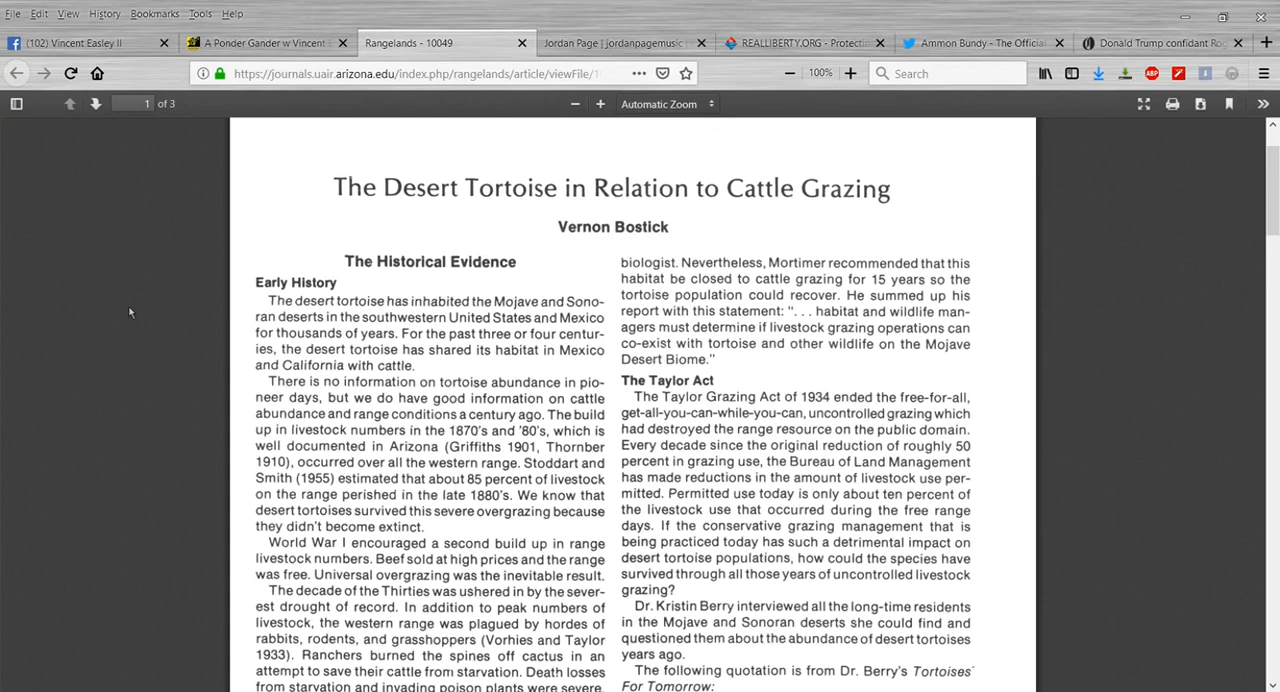 File Edit View History Bookmarks Tools Help
(102) Vincent Easley II
A Ponder Gander w Vincent
Rangelands - 10049
Jordan Page | jordanpagemusic
REALLIBERTY.ORG - Protectin
Ammon Bundy - The Official
Donald Trump confidant Ro
https://journals.uair.arizona.edu/index.php/rangelands/article/viewFile/1
100%
Search
ABP
1 of 3
Automatic Zoom
The Desert Tortoise in Relation to Cattle Grazing
Vernon Bostick
The Historical Evidence
Early History
The desert tortoise has inhabited the Mojave and Sono-
ran deserts in the southwestern United States and Mexico
for thousands of years. For the past three or four centur-
ies, the desert tortoise has shared its habitat in Mexico
and California with cattle.
There is no information on tortoise abundance in pio-
neer days, but we do have good information on cattle
abundance and range conditions a century ago. The build
up in livestock numbers in the 1870's and '80's, which is
well documented in Arizona (Griffiths 1901, Thornber
1910), occurred over all the western range. Stoddart and
Smith (1955) estimated that about 85 percent of livestock
on the range perished in the late 1880's. We know that
desert tortoises survived this severe overgrazing because
they didn't become extinct.
World War I encouraged a second build up in range
livestock numbers. Beef sold at high prices and the range
was free. Universal overgrazing was the inevitable result.
The decade of the Thirties was ushered in by the sever-
est drought of record. In addition to peak numbers of
livestock, the western range was plagued by hordes of
rabbits, rodents, and grasshoppers (Vorhies and Taylor
1933). Ranchers burned the spines off cactus in an
attempt to save their cattle from starvation. Death losses
from starvation and invading poison plants were severe.
biologist. Nevertheless, Mortimer recommended that this
habitat be closed to cattle grazing for 15 years so the
tortoise population could recover. He summed up his
report with this statement: ". . . habitat and wildlife man-
agers must determine if livestock grazing operations can
co-exist with tortoise and other wildlife on the Mojave
Desert Biome."
The Taylor Act
The Taylor Grazing Act of 1934 ended the free-for-all,
get-all-you-can-while-you-can, uncontrolled grazing which
had destroyed the range resource on the public domain.
Every decade since the original reduction of roughly 50
percent in grazing use, the Bureau of Land Management
has made reductions in the amount of livestock use per-
mitted. Permitted use today is only about ten percent of
the livestock use that occurred during the free range
days. If the conservative grazing management that is
being practiced today has such a detrimental impact on
desert tortoise populations, how could the species have
survived through all those years of uncontrolled livestock
grazing?
Dr. Kristin Berry interviewed all the long-time residents
in the Mojave and Sonoran deserts she could find and
questioned them about the abundance of desert tortoises
years ago.
The following quotation is from Dr. Berry's Tortoises
For Tomorrow: